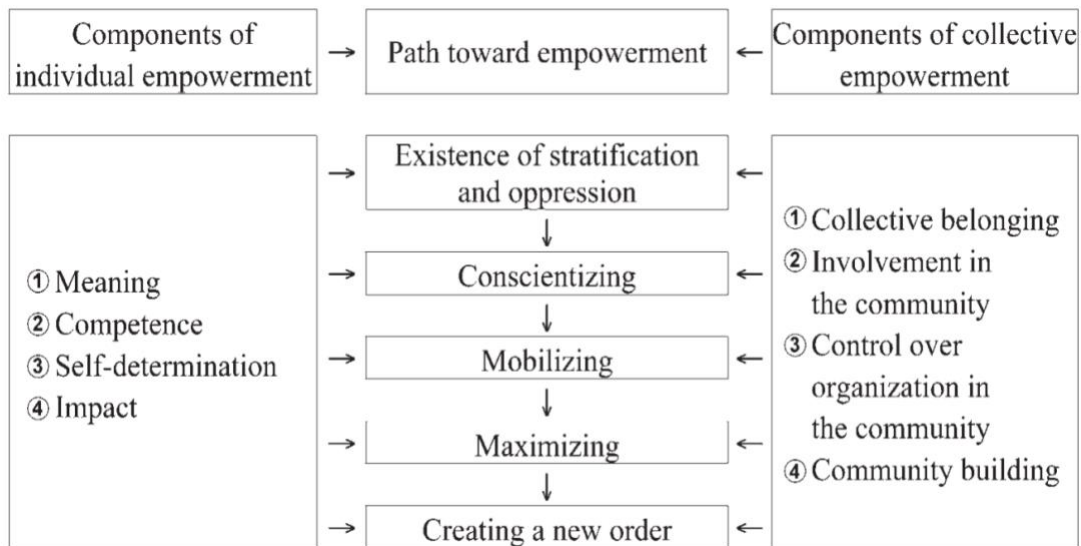 Components of
individual empowerment
Path toward empowerment
Components of collective
empowerment
① Meaning
② Competence
③ Self-determination
④ Impact
Existence of stratification
and oppression
Conscientizing
Mobilizing
Maximizing
Creating a new order
① Collective belonging
② Involvement in
the community
③ Control over
organization in
the community
④ Community building